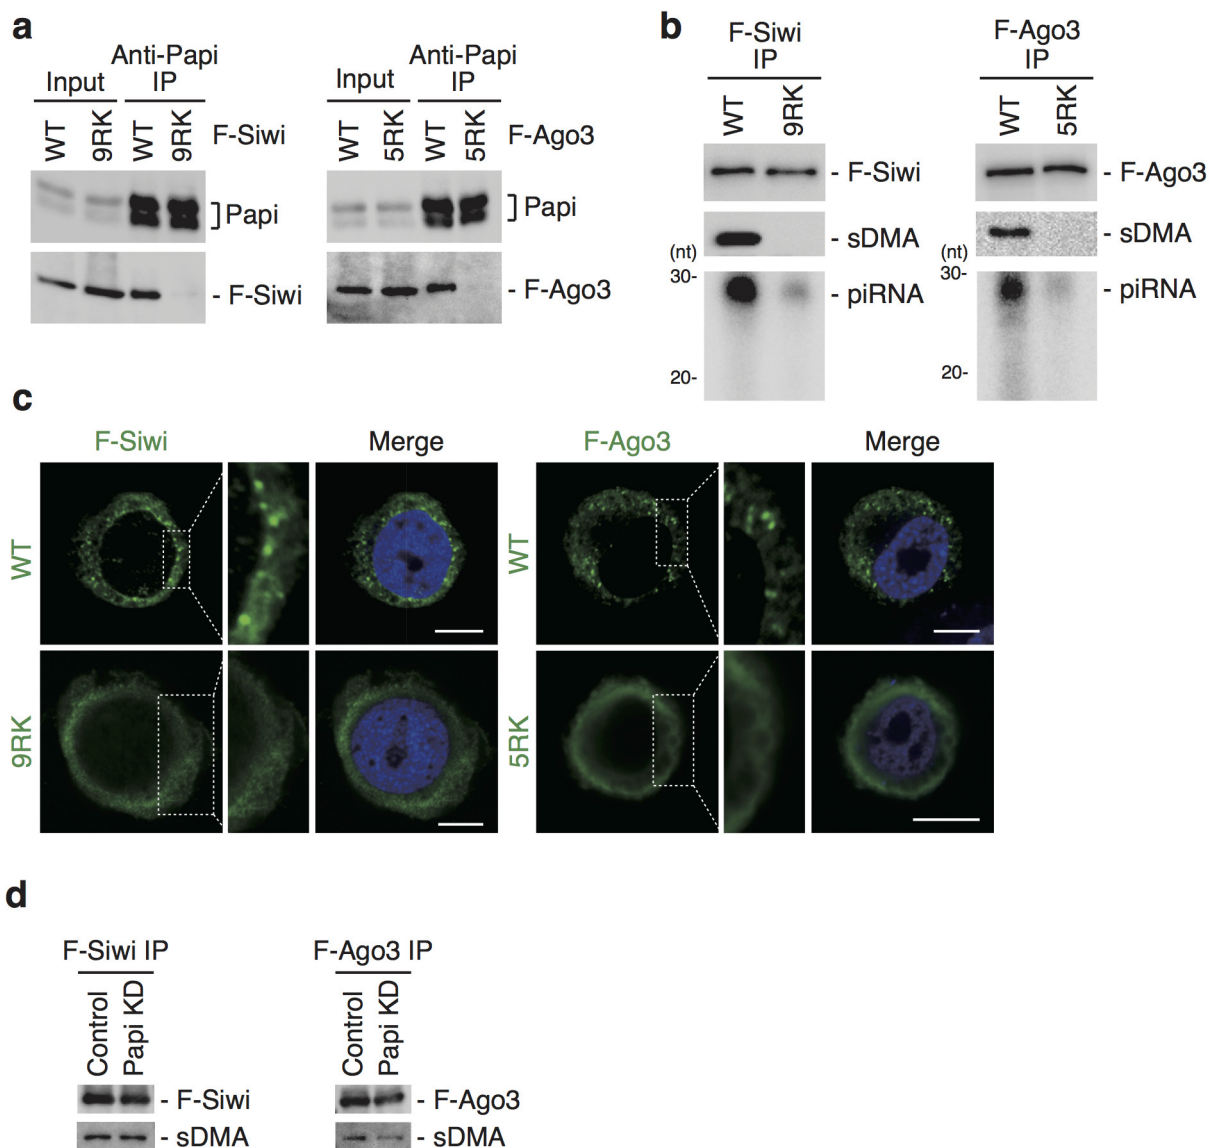 a
Input
Anti-Papi
IP
WT
9RK
WT
9RK
F-Siwi
Papi
- F-Siwi
Input
Anti-Papi
IP
WT
5RK
WT
5RK
F-Ago3
Papi
- F-Ago3
b
F-Siwi
IP
WT
9RK
- F-Siwi
- sDMA
(nt)
30-
- piRNA
20-
F-Ago3
IP
WT
5RK
- F-Ago3
- sDMA
(nt)
30-
- piRNA
20-
c
F-Siwi
Merge
WT
9RK
F-Ago3
Merge
WT
5RK
d
F-Siwi IP
Control
Papi KD
- F-Siwi
- sDMA
F-Ago3 IP
Control
Papi KD
- F-Ago3
- sDMA